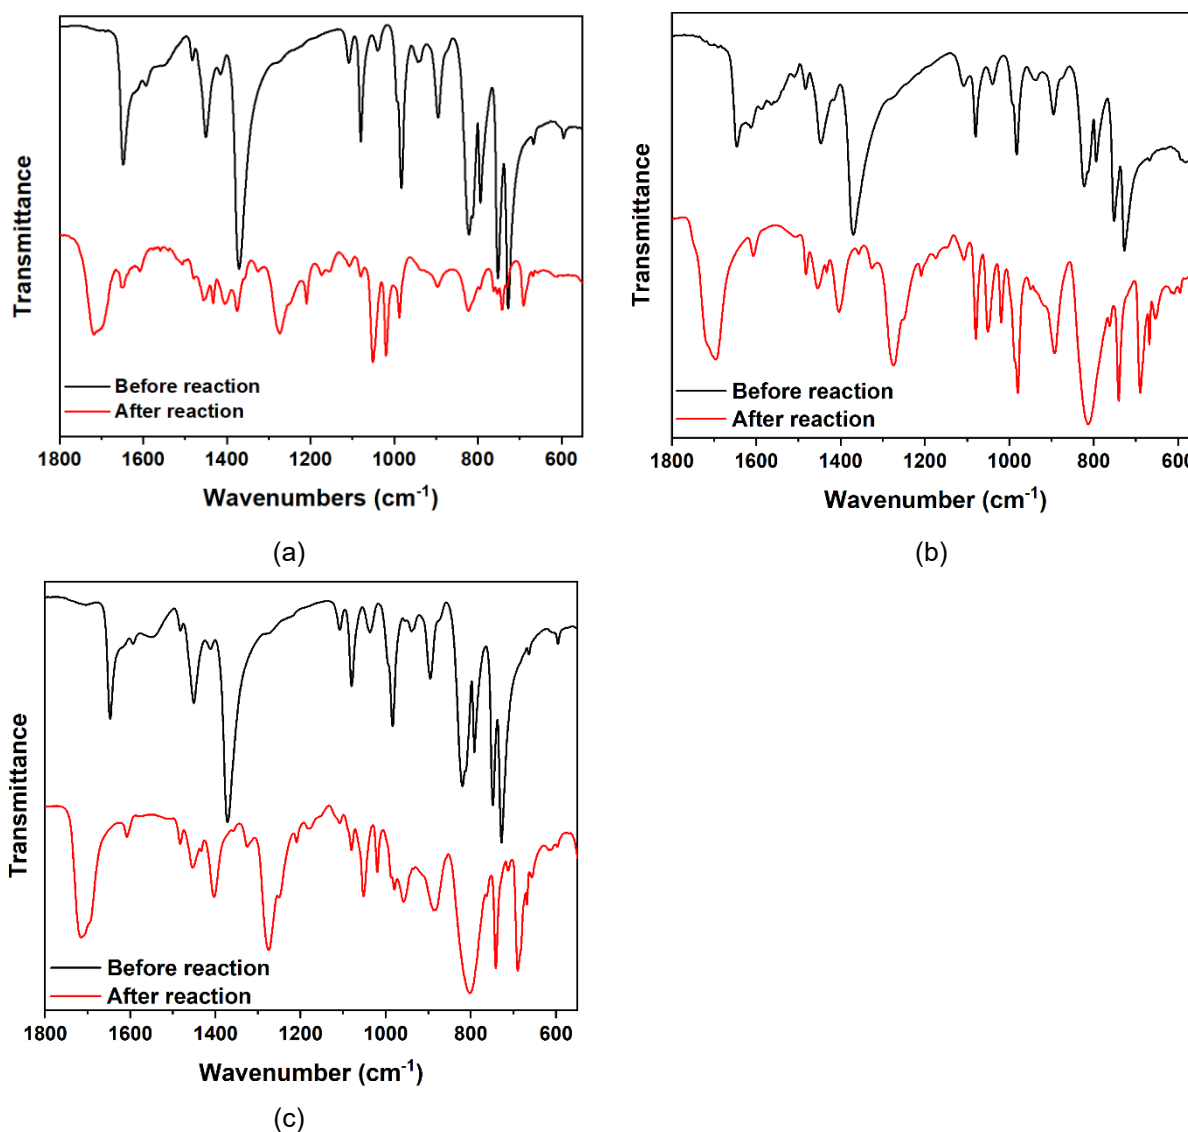 Transmittance
Before reaction
After reaction
1800 1600 1400 1200 1000 800 600
Wavenumbers (cm-1)
(a)
Transmittance
Before reaction
After reaction
1800 1600 1400 1200 1000 800 600
Wavenumber (cm-1)
(b)
Transmittance
Before reaction
After reaction
1800 1600 1400 1200 1000 800 600
Wavenumber (cm-1)
(c)